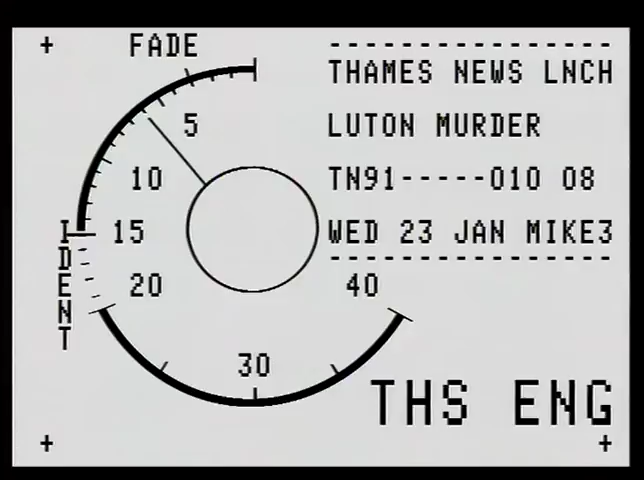 FADE
THAMES NEWS LNCH
5
LUTON MURDER
10
TN91-----010 08
15
WED 23 JAN MIKE3
IDENT
20
40
30
THS ENG